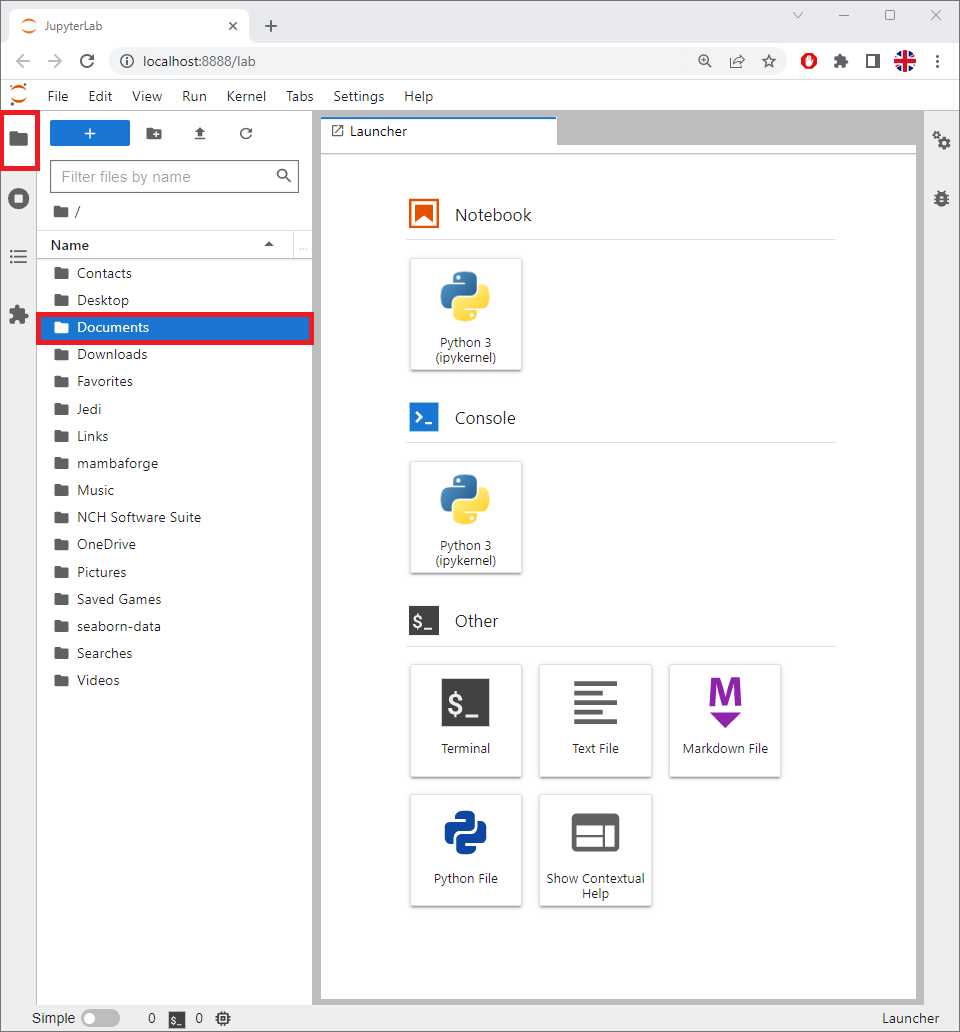 JupyterLab
localhost:8888/lab
File Edit View Run Kernel Tabs Settings Help
Filter files by name
/
Name
...
Contacts
Desktop
Documents
Downloads
Favorites
Jedi
Links
mambaforge
Music
NCH Software Suite
OneDrive
Pictures
Saved Games
seaborn-data
Searches
Videos
Launcher
Notebook
Python 3
(ipykernel)
>_ Console
Python 3
(ipykernel)
$_ Other
$_
Terminal
Text File
M
Markdown File
Python File
Show Contextual
Help
Simple 0 $_ 0 Launcher